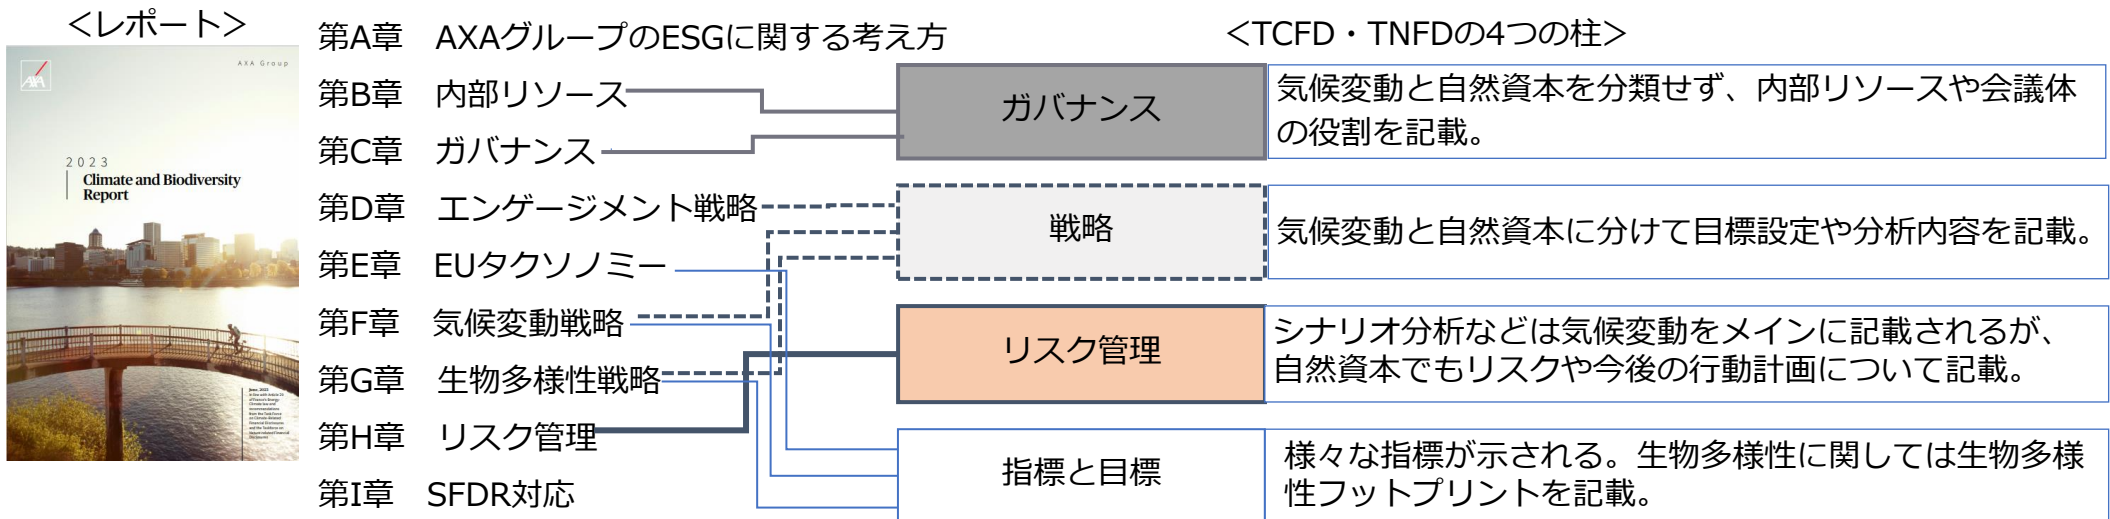 <レポート>
AXA
AXA Group
2023
Climate and Biodiversity
Report
第A章 AXAグループのESGに関する考え方
第B章 内部リソース
第C章 ガバナンス
第D章 エンゲージメント戦略
第E章 EUタクソノミー
第F章 気候変動戦略
第G章 生物多様性戦略
第H章 リスク管理
第I章 SFDR対応
<TCFD・TNFDの4つの柱>
ガバナンス
気候変動と自然資本を分類せず、内部リソースや会議体
の役割を記載。
戦略
気候変動と自然資本に分けて目標設定や分析内容を記載。
リスク管理
シナリオ分析などは気候変動をメインに記載されるが、
自然資本でもリスクや今後の行動計画について記載。
指標と目標
様々な指標が示される。生物多様性に関しては生物多様
性フットプリントを記載。